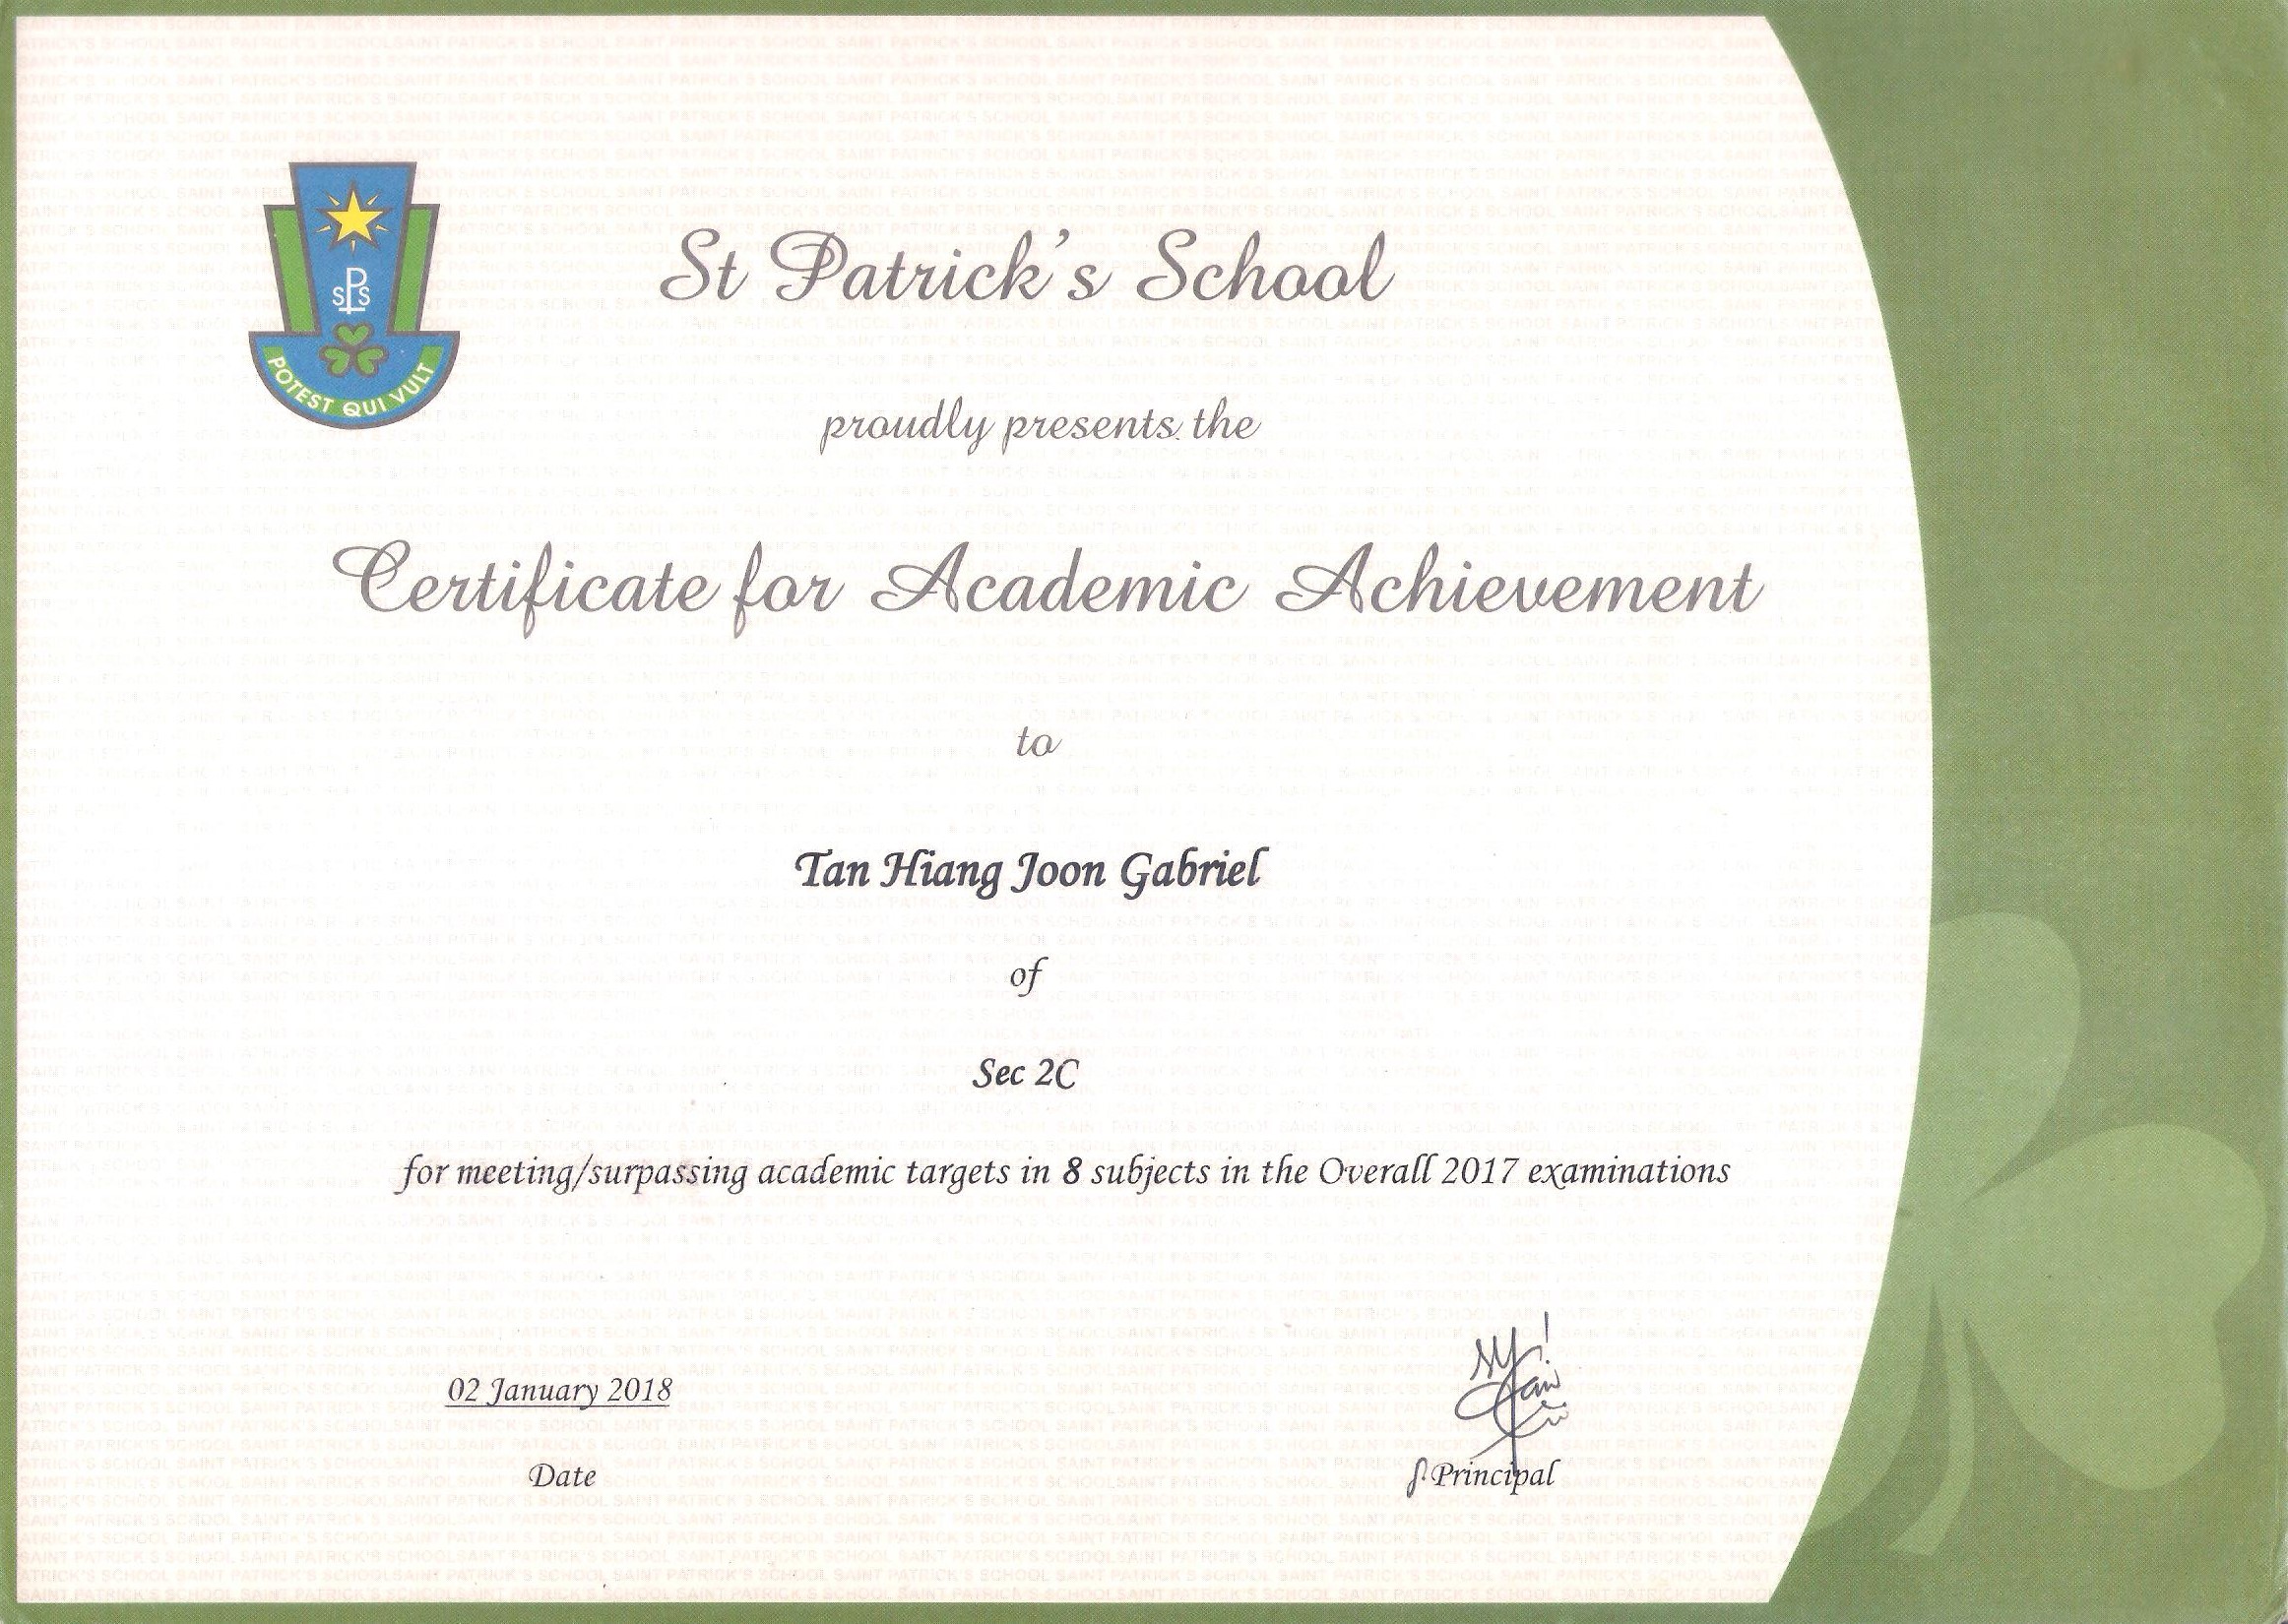 St Patrick's School
SPS
POTEST QUI VULT
proudly presents the
Certificate for Academic Achievement
to
Tan Hiang Joon Gabriel
of
Sec 2C
for meeting/surpassing academic targets in 8 subjects in the Overall 2017 examinations
02 January 2018
Date
Principal